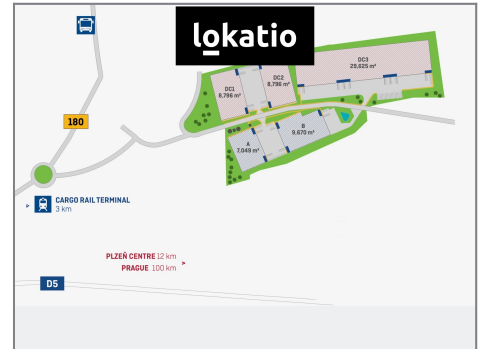 lokatio
DC3
29,625 m²
DC2
8,796 m²
DC1
8,796 m²
180
B
9,670 m²
A
7,049 m²
CARGO RAIL TERMINAL
3 km
PLZEŇ CENTRE 12 km
PRAGUE 100 km
D5